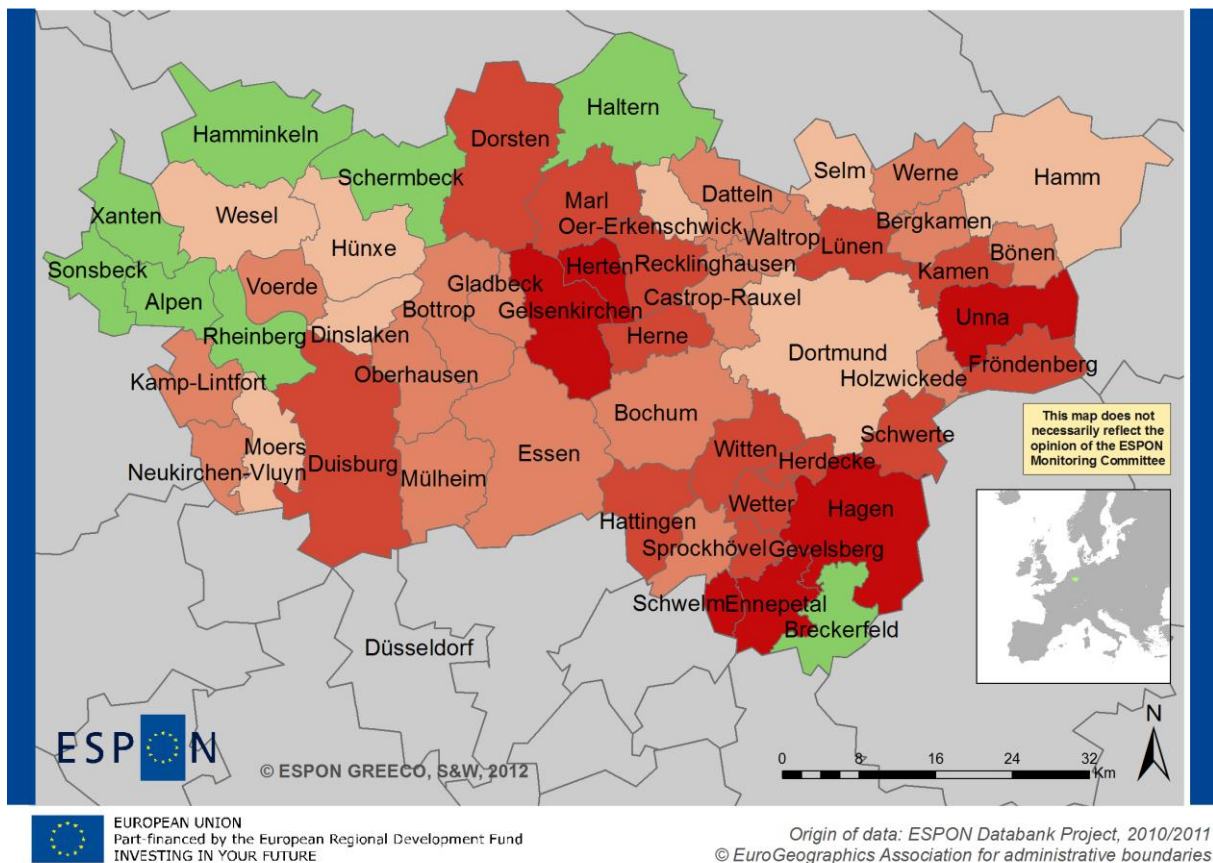 Haltern
Hamminkeln
Dorsten
Selm
Werne
Hamm
Schermbeck
Marl
Datteln
Xanten
Wesel
Oer-Erkenschwick
Bergkamen
Hünxe
Waltrop
Lünen
Bönen
Sonsbeck
Herten
Recklinghausen
Kamen
Voerde
Gladbeck
Alpen
Castrop-Rauxel
Bottrop
Gelsenkirchen
Unna
Rheinberg
Dinslaken
Herne
Dortmund
Fröndenberg
Kamp-Lintfort
Oberhausen
Holzwickede
Bochum
This map does not
necessarily reflect the
opinion of the ESPON
Monitoring Committee
Moers
Schwerte
Essen
Witten
Herdecke
Neukirchen-Vluyn
Duisburg
Mülheim
Wetter
Hagen
Hattingen
Sprockhövel
Gevelsberg
Schwelm
Ennepetal
Breckerfeld
Düsseldorf
N
ESPON
© ESPON GREECO, S&W, 2012
0 8 16 24 32
Km
EUROPEAN UNION
Part-financed by the European Regional Development Fund
INVESTING IN YOUR FUTURE
Origin of data: ESPON Databank Project, 2010/2011
© EuroGeographics Association for administrative boundaries